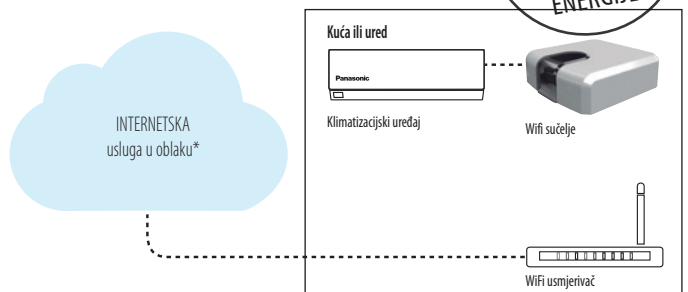 ENERGIJE
Kuća ili ured
Panasonic
Klimatizacijski uređaj
Wifi sučelje
INTERNETSKA
usluga u oblaku*
WiFi usmjerivač